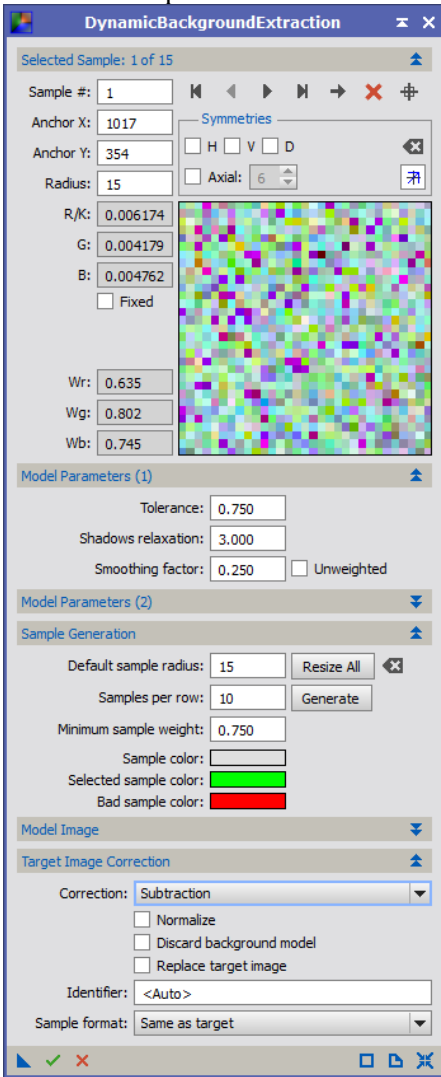 DynamicBackgroundExtraction
Selected Sample: 1 of 15
Sample #: 1
Anchor X: 1017
Symmetries
Anchor Y: 354
H V D
Radius: 15
Axial: 6
R/K: 0.006174
G: 0.004179
B: 0.004762
Fixed
Wr: 0.635
Wg: 0.802
Wb: 0.745
Model Parameters (1)
Tolerance: 0.750
Shadows relaxation: 3.000
Smoothing factor: 0.250 Unweighted
Model Parameters (2)
Sample Generation
Default sample radius: 15 Resize All
Samples per row: 10 Generate
Minimum sample weight: 0.750
Sample color:
Selected sample color:
Bad sample color:
Model Image
Target Image Correction
Correction: Subtraction
Normalize
Discard background model
Replace target image
Identifier: <Auto>
Sample format: Same as target